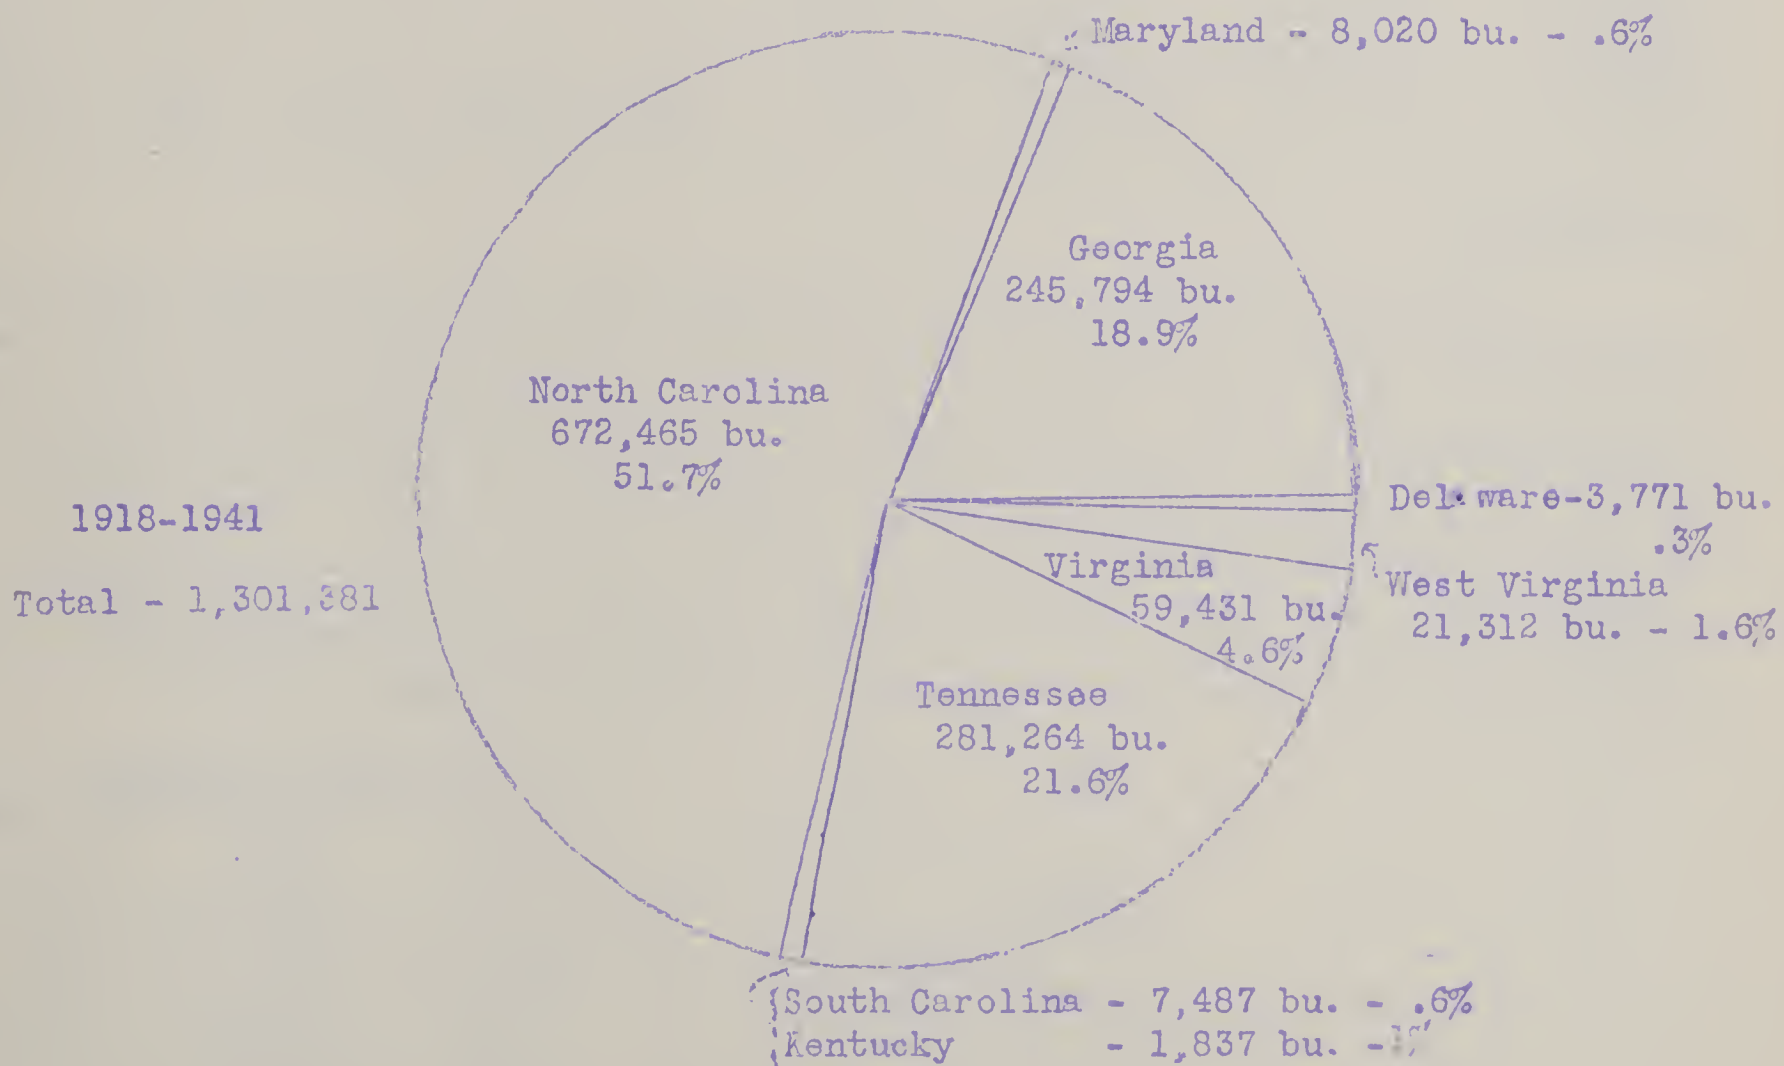 Maryland - 8,020 bu. - .6%
Georgia
245,794 bu.
18.9%
North Carolina
672,465 bu.
51.7%
1918-1941
Total - 1,301,381
Delaware-3,771 bu.
.3%
West Virginia
21,312 bu. - 1.6%
Virginia
59,431 bu.
4.6%
Tennessee
281,264 bu.
21.6%
South Carolina - 7,487 bu. - .6%
Kentucky - 1,837 bu. -